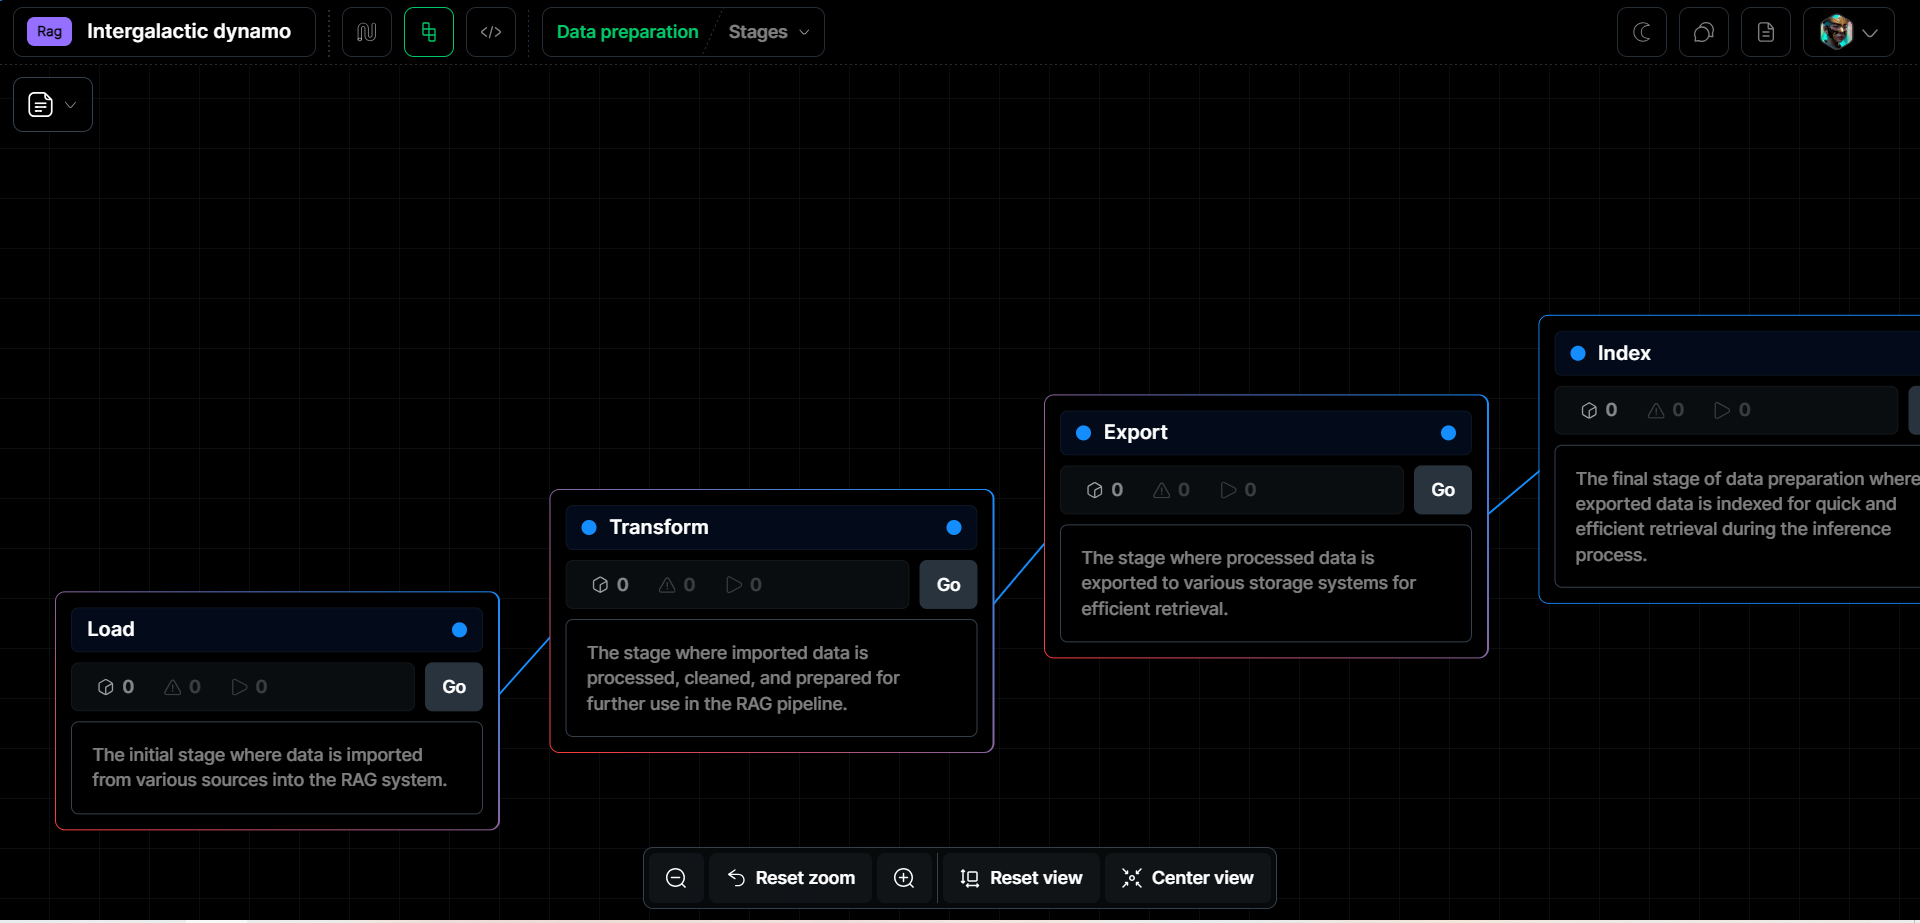 Rag Intergalactic dynamo
</>
Data preparation Stages
Index
0 0 0
The final stage of data preparation where
exported data is indexed for quick and
efficient retrieval during the inference
process.
Export
0 0 0 Go
The stage where processed data is
exported to various storage systems for
efficient retrieval.
Transform
0 0 0 Go
The stage where imported data is
processed, cleaned, and prepared for
further use in the RAG pipeline.
Load
0 0 0 Go
The initial stage where data is imported
from various sources into the RAG system.
Reset zoom Reset view Center view